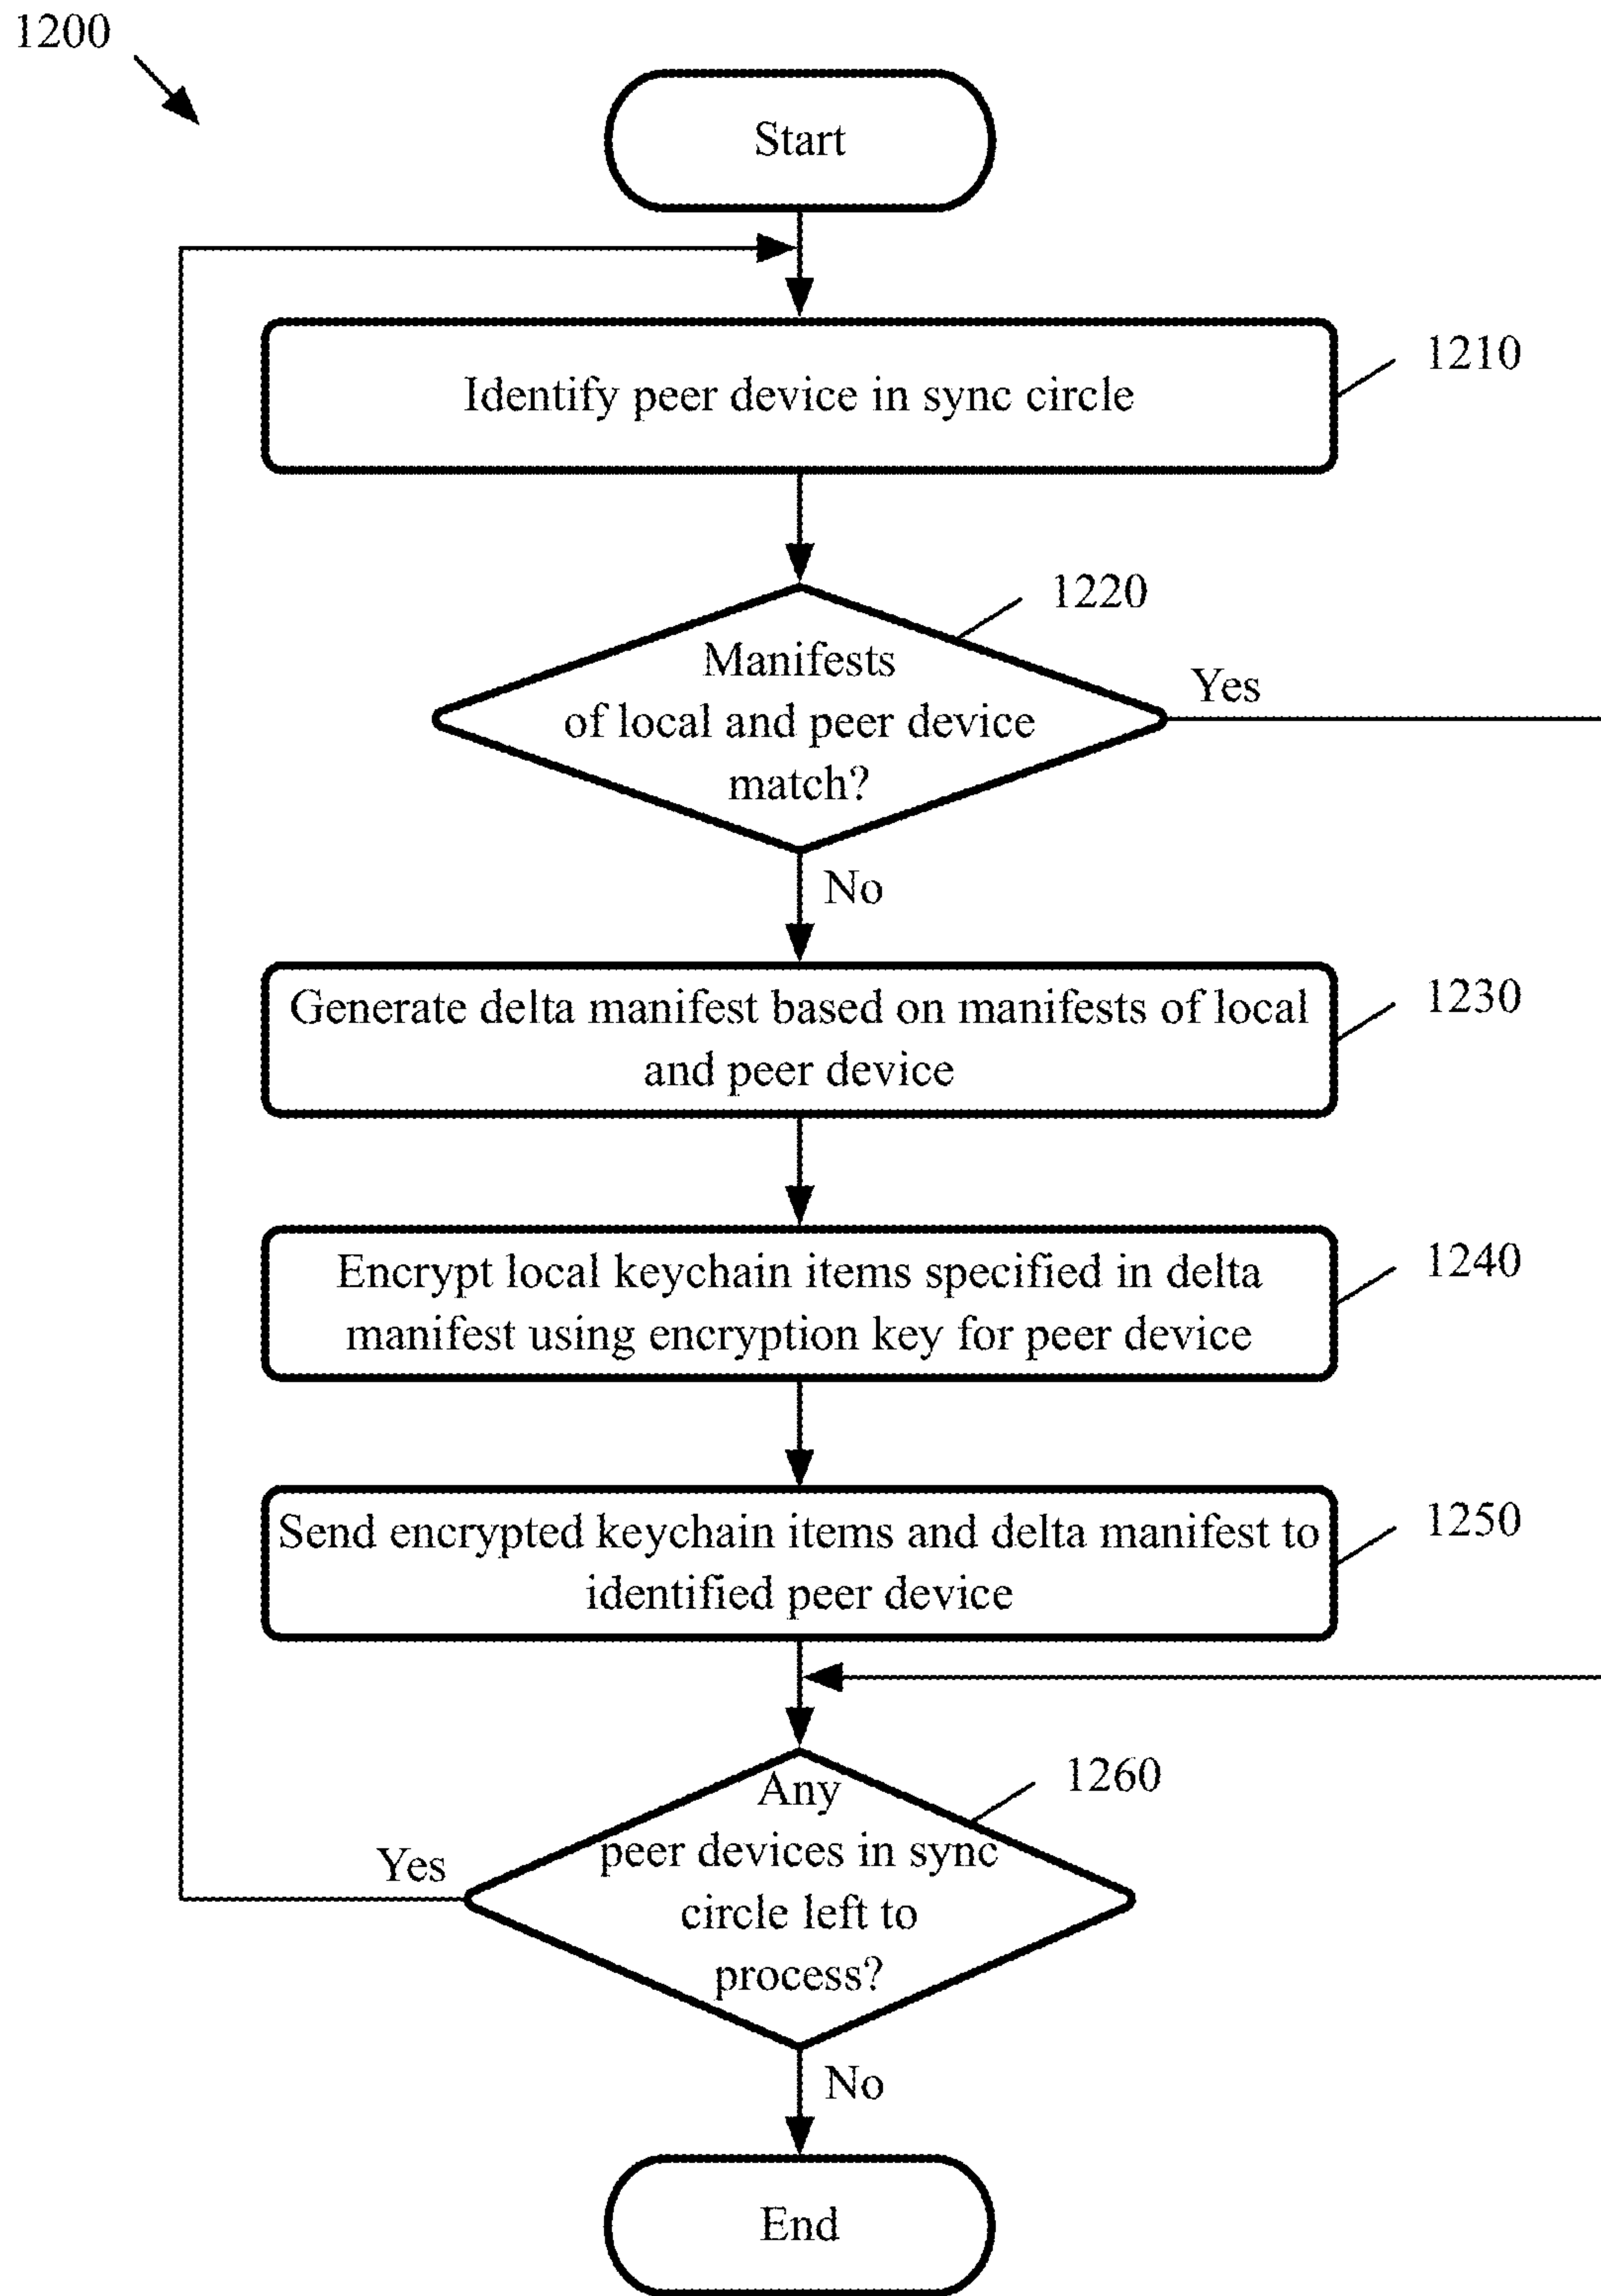 1200
Start
Identify peer device in sync circle
1210
1220
Manifests
of local and peer device
match?
Yes
No
Generate delta manifest based on manifests of local
and peer device
1230
Encrypt local keychain items specified in delta
manifest using encryption key for peer device
1240
Send encrypted keychain items and delta manifest to
identified peer device
1250
1260
Any
peer devices in sync
circle left to
process?
Yes
No
End